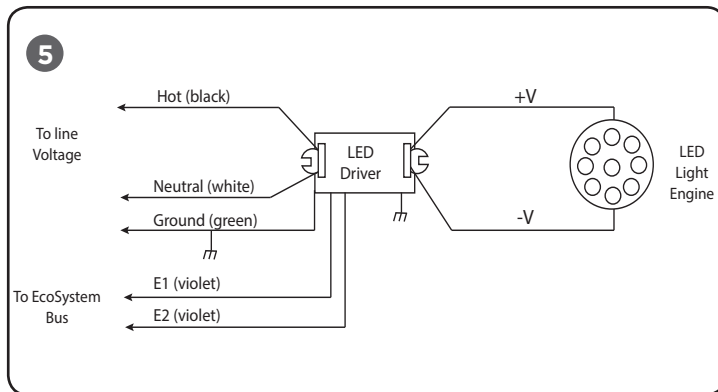 5
Hot (black)
To line
Voltage
Neutral (white)
Ground (green)
To EcoSystem
Bus
E1 (violet)
E2 (violet)
LED
Driver
+V
-V
LED
Light
Engine